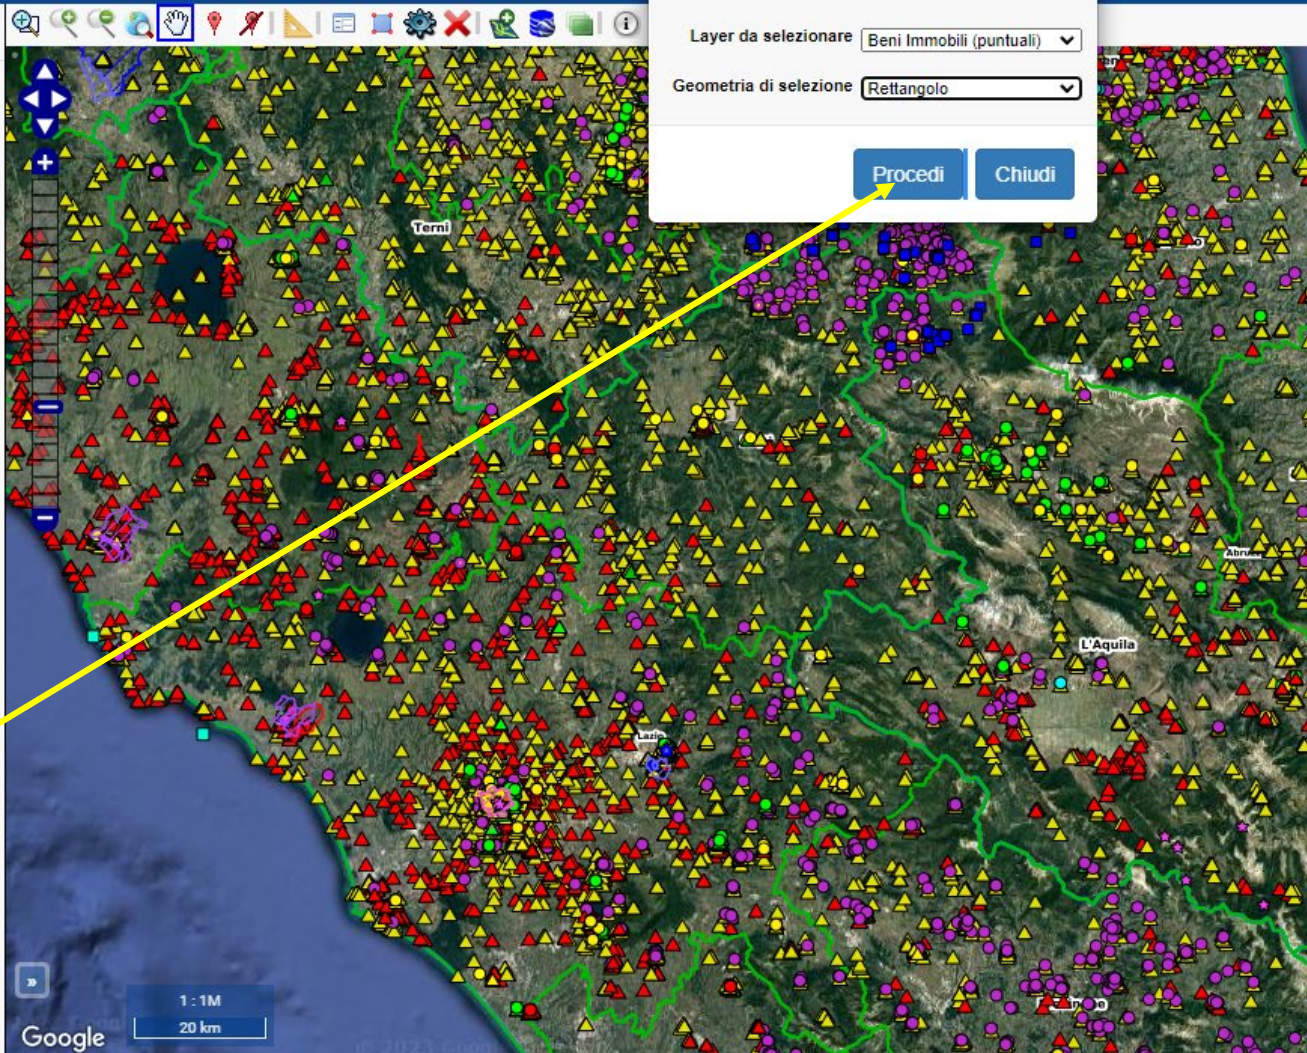 Layer da selezionare Beni Immobili (puntuali)
Geometria di selezione Rettangolo
Procedi Chiudi
Terni
Abru
L'Aquila
Lazio
1 : 1M
20 km
Google